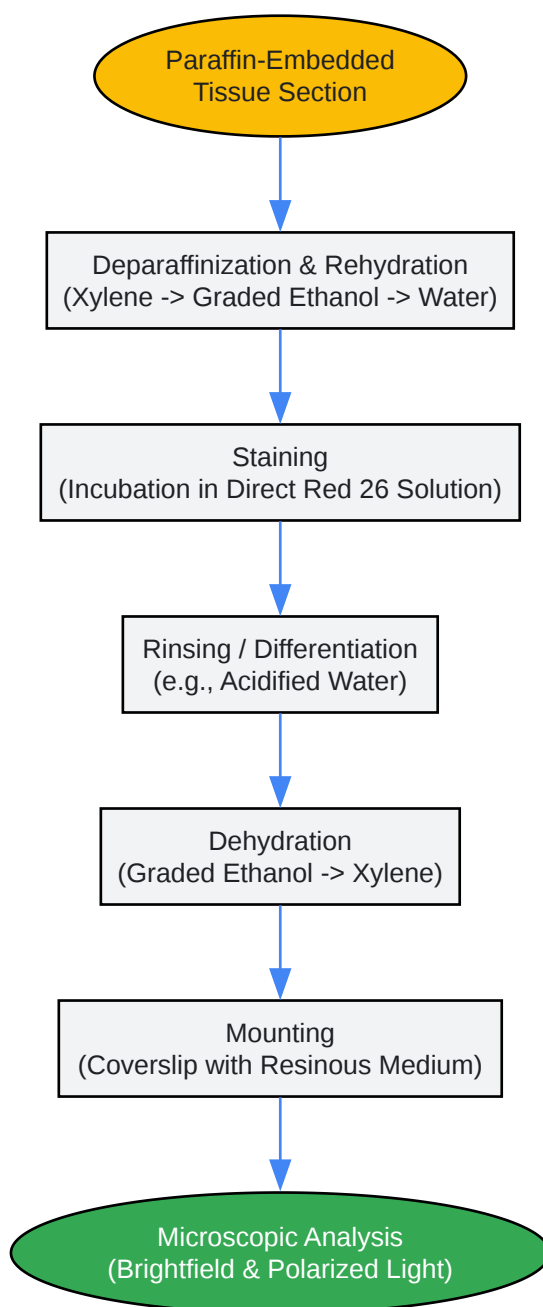 Paraffin-Embedded
Tissue Section
Deparaffinization & Rehydration
(Xylene -> Graded Ethanol -> Water)
Staining
(Incubation in Direct Red 26 Solution)
Rinsing / Differentiation
(e.g., Acidified Water)
Dehydration
(Graded Ethanol -> Xylene)
Mounting
(Coverslip with Resinous Medium)
Microscopic Analysis
(Brightfield & Polarized Light)